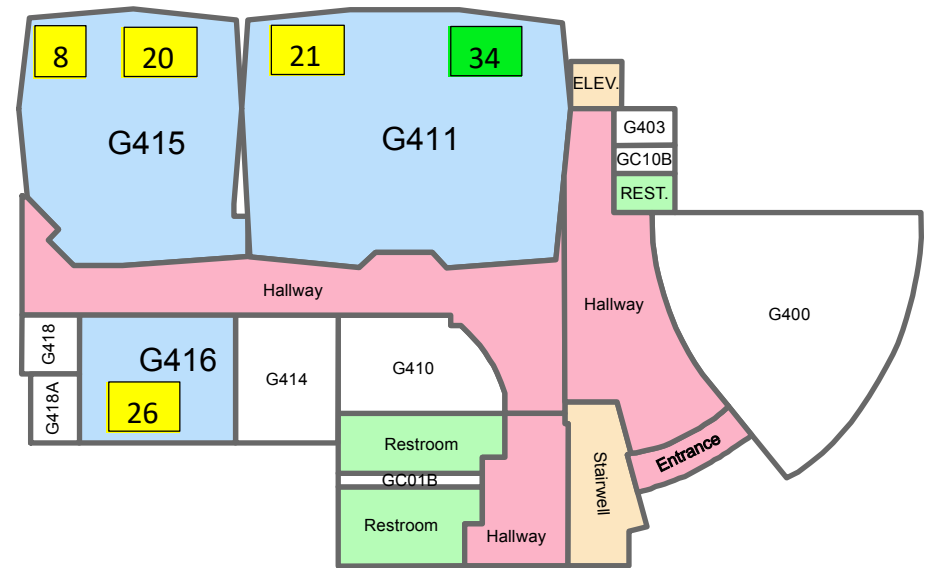 8
20
21
34
ELEV.
G415
G411
G403
GC10B
REST.
Hallway
Hallway
G400
G418
G416
G414
G410
G418A
26
Restroom
Entrance
GC01B
Stairwell
Restroom
Hallway